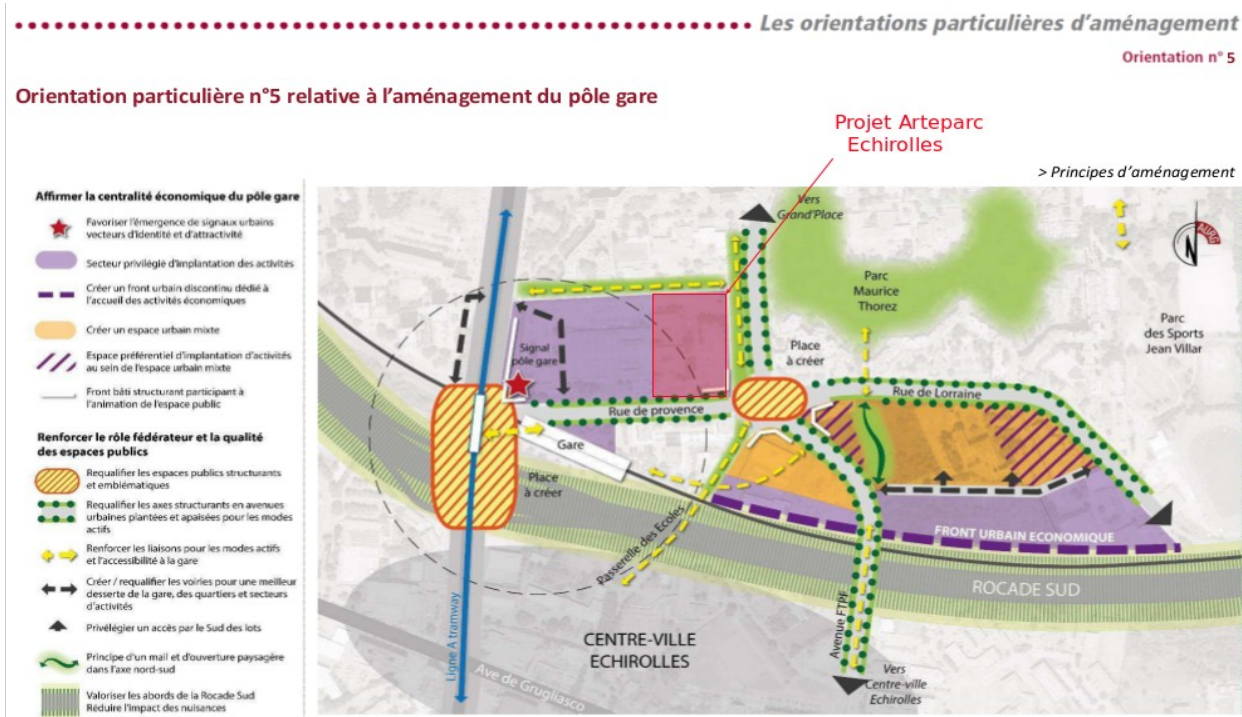 Les orientations particulières d'aménagement
Orientation n° 5
Orientation particulière n°5 relative à l'aménagement du pôle gare
Projet Arteparc
Echirolles
> Principes d'aménagement
Affirmer la centralité économique du pôle gare
Favoriser l'émergence de signaux urbains
vecteurs d'identité et d'attractivité
Secteur privilégié d'implantation des activités
Créer un front urbain discontinu dédié à
l'accueil des activités économiques
Créer un espace urbain mixte
Espace préférentiel d'implantation d'activités
au sein de l'espace urbain mixte
Front bâti structurant participant à
l'animation de l'espace public
Renforcer le rôle fédérateur et la qualité
des espaces publics
Requalifier les espaces publics structurants
et emblématiques
Requalifier les axes structurants en avenues
urbaines plantées et apaisées pour les modes
actifs
Renforcer les liaisons pour les modes actifs
et l'accessibilité à la gare
Créer / requalifier les voiries pour une meilleur
desserte de la gare, des quartiers et secteurs
d'activités
Privélégier un accès par le Sud des lots
Principe d'un mail et d'ouverture paysagère
dans l'axe nord-sud
Valoriser les abords de la Rocade Sud
Réduire l'impact des nuisances
Vers
Grand'Place
AURG
N
Parc
Maurice
Thorez
Parc
des Sports
Jean Villar
Signal
pôle gare
Place
à créer
Rue de provence
Rue de Lorraine
Gare
Place
à créer
Passerelle des Ecoles
FRONT URBAIN ECONOMIQUE
ROCADE SUD
Ligne A tramway
CENTRE-VILLE
ECHIROLLES
Avenue FTPF
Ave de Grugliasco
Vers
Centre-ville
Echirolles